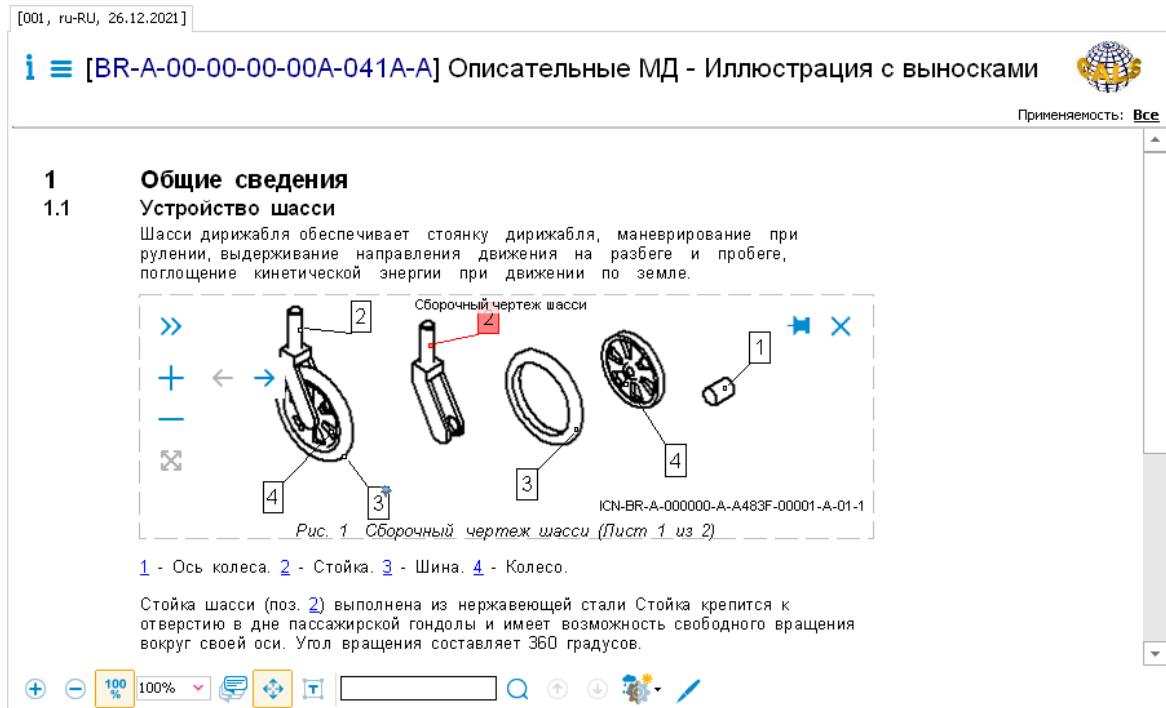 [001, ru-RU, 26.12.2021]
i [BR-A-00-00-00-00A-041A-A] Описательные МД - Иллюстрация с выносками
CALS
Применяемость: Все
1 Общие сведения
1.1 Устройство шасси
Шасси дирижабля обеспечивает стоянку дирижабля, маневрирование при
рулении, выдерживание направления движения на разбеге и пробеге,
поглощение кинетической энергии при движении по земле.
Сборочный чертеж шасси
2
2
1
4
3
3
4
ICN-BR-A-000000-A-A483F-00001-A-01-1
Рис. 1 Сборочный чертеж шасси (Лист 1 из 2)
1 - Ось колеса. 2 - Стойка. 3 - Шина. 4 - Колесо.
Стойка шасси (поз. 2) выполнена из нержавеющей стали Стойка крепится к
отверстию в дне пассажирской гондолы и имеет возможность свободного вращения
вокруг своей оси. Угол вращения составляет 360 градусов.
100 % 100% T